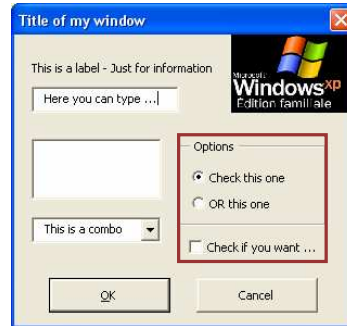 Title of my window
This is a label - Just for information
Here you can type ...
Microsoft
Windows xp
Édition familiale
Options
Check this one
OR this one
This is a combo
Check if you want ...
OK
Cancel